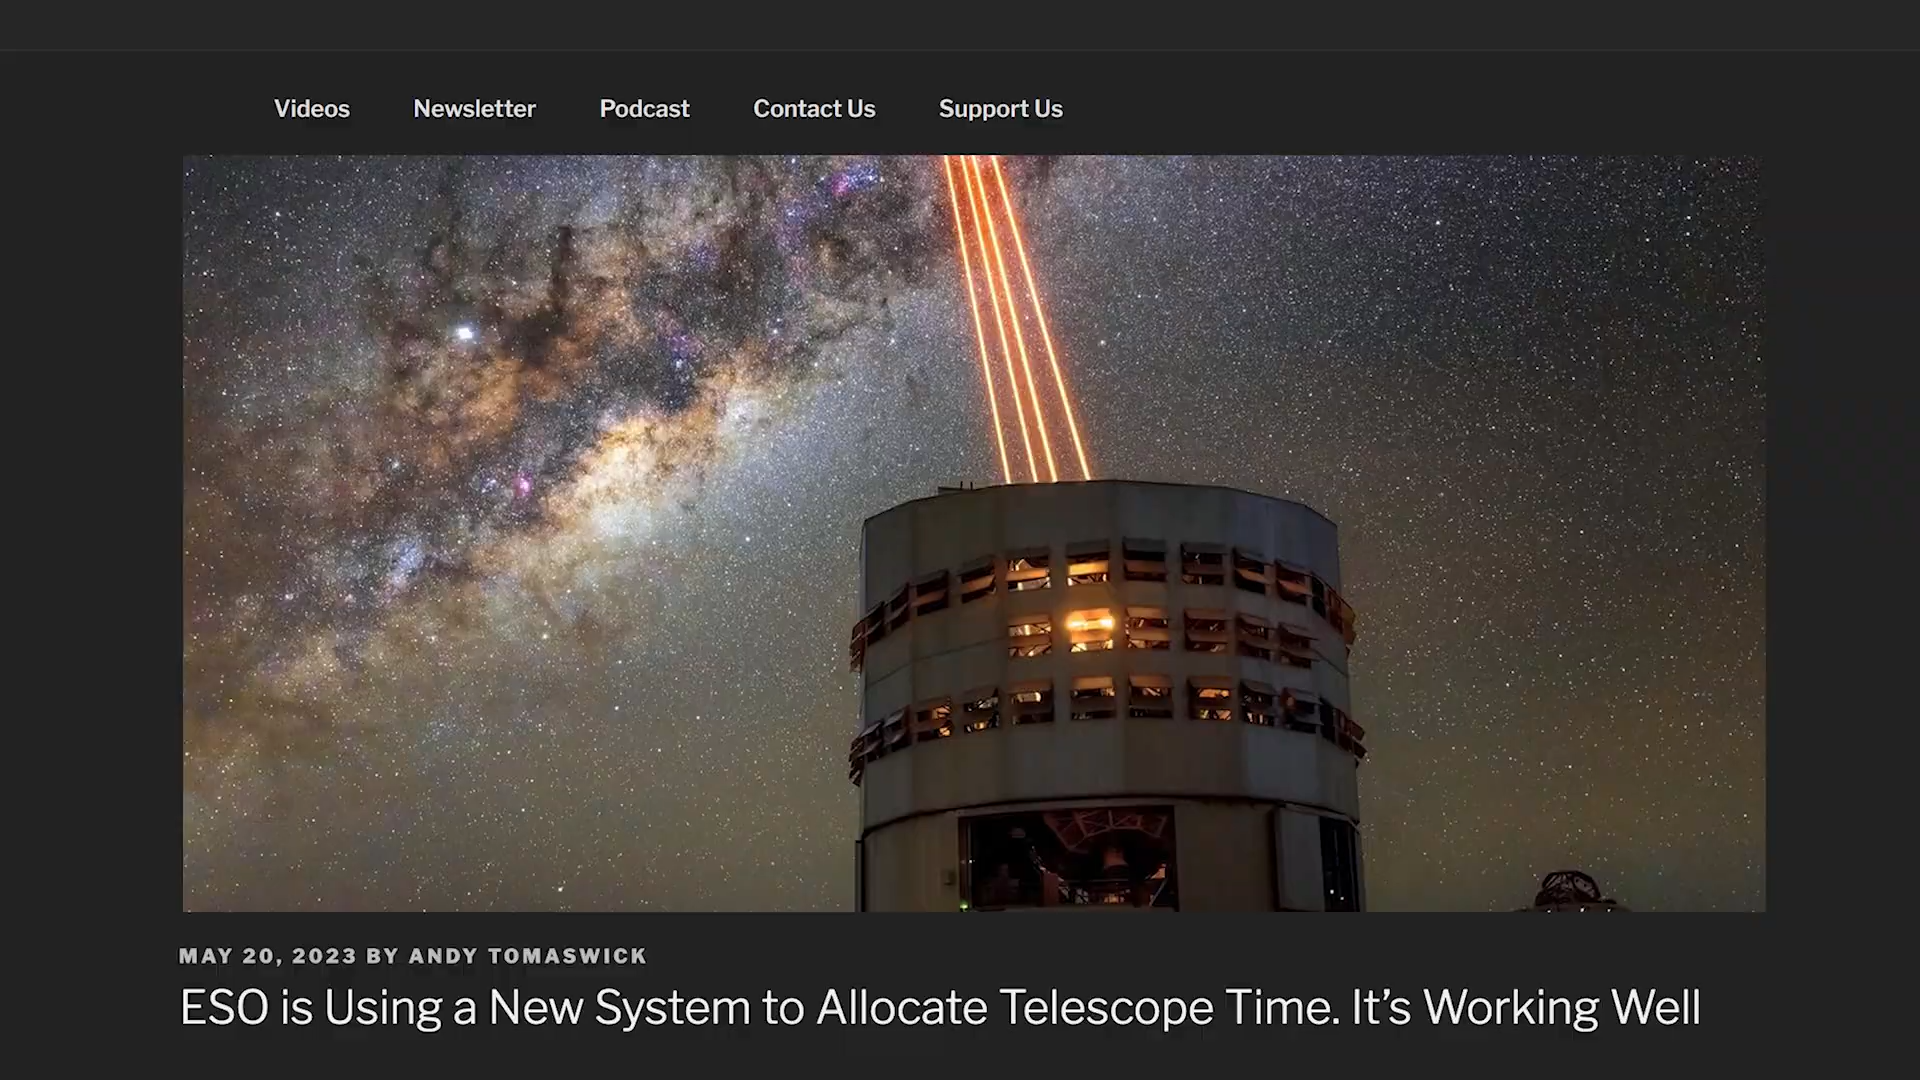 Videos Newsletter Podcast Contact Us Support Us
MAY 20, 2023 BY ANDY TOMASWICK
ESO is Using a New System to Allocate Telescope Time. It's Working Well